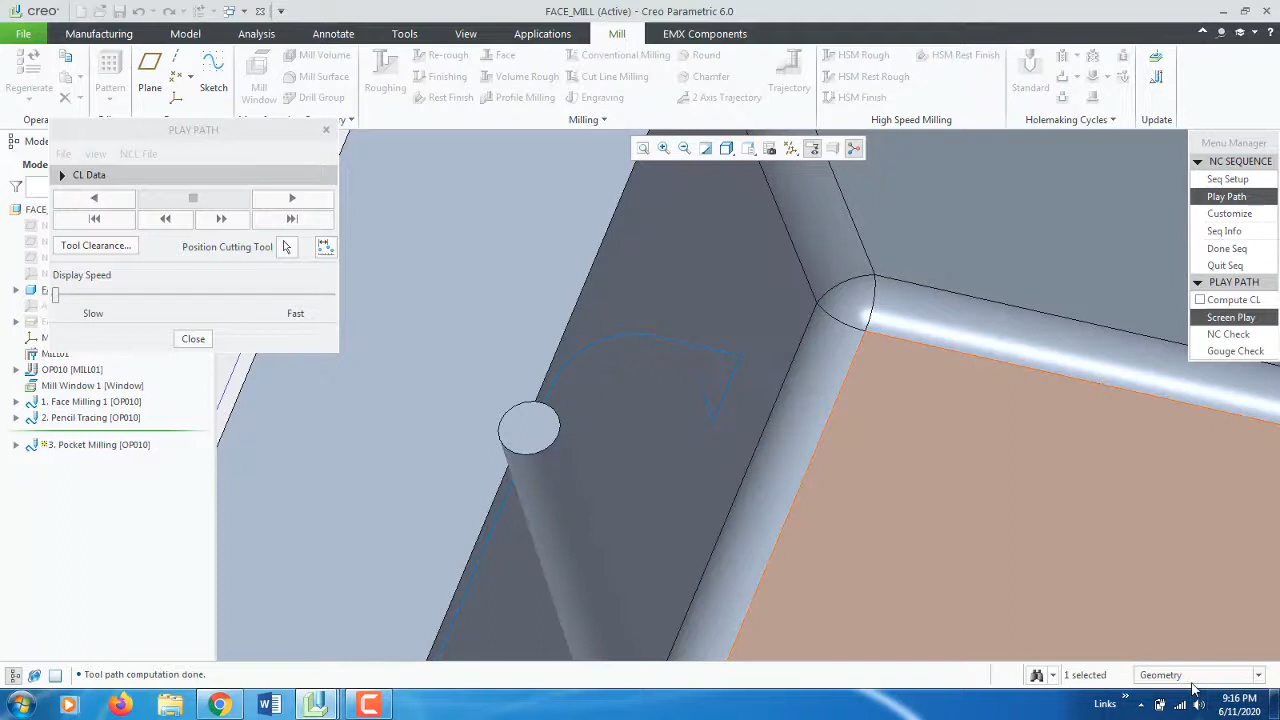 creo
FACE_MILL (Active) - Creo Parametric 6.0
File
Manufacturing
Model
Analysis
Annotate
Tools
View
Applications
Mill
EMX Components
Regenerate
Pattern
Plane
Sketch
Mill Window
Mill Volume
Mill Surface
Drill Group
Roughing
Re-rough
Finishing
Rest Finish
Face
Volume Rough
Profile Milling
Conventional Milling
Cut Line Milling
Engraving
Round
Chamfer
2 Axis Trajectory
Trajectory
HSM Rough
HSM Rest Rough
HSM Finish
HSM Rest Finish
Standard
Opera
Milling
High Speed Milling
Holemaking Cycles
Update
PLAY PATH
File View NCL File
CL Data
Tool Clearance...
Position Cutting Tool
Display Speed
Slow
Fast
Close
Mode
Mode
FACE_
MILL01
OP010 [MILL01]
Mill Window 1 [Window]
1. Face Milling 1 [OP010]
2. Pencil Tracing [OP010]
3. Pocket Milling [OP010]
Menu Manager
NC SEQUENCE
Seq Setup
Play Path
Customize
Seq Info
Done Seq
Quit Seq
PLAY PATH
Compute CL
Screen Play
NC Check
Gouge Check
• Tool path computation done.
1 selected
Geometry
Links
9:16 PM
6/11/2020